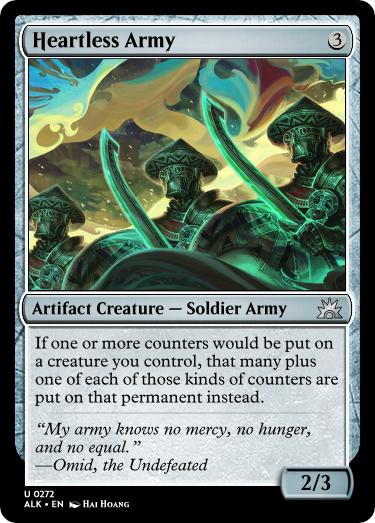 Heartless Army 3
Artifact Creature — Soldier Army
If one or more counters would be put on
a creature you control, that many plus
one of each of those kinds of counters are
put on that permanent instead.
“My army knows no mercy, no hunger,
and no equal.”
—Omid, the Undefeated
2/3
U 0272
ALK • EN Hai Hoang